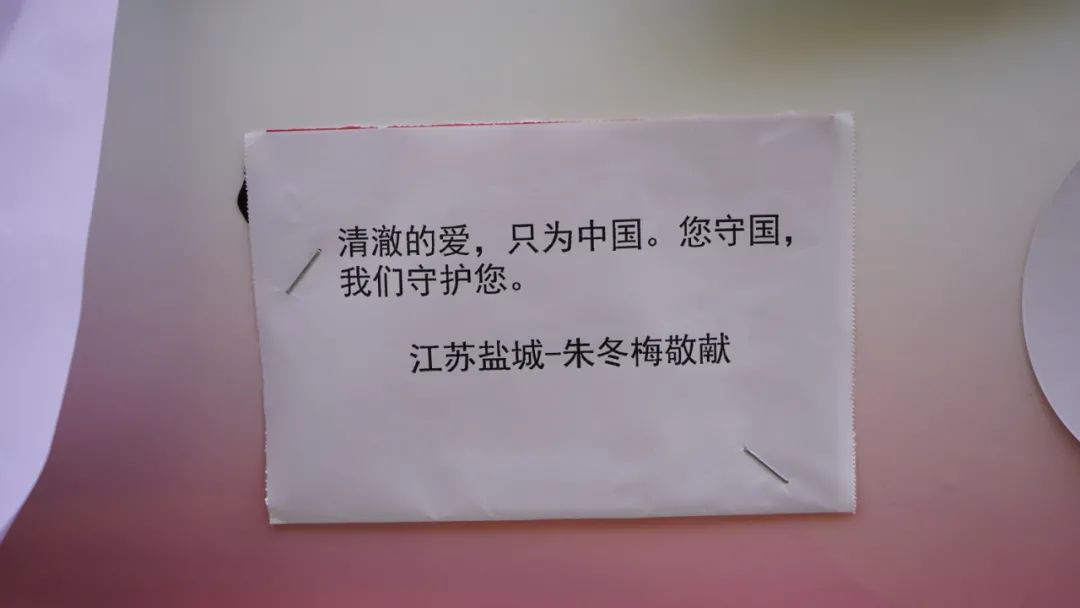 清澈的爱，只为中国。您守国，
我们守护您。
江苏盐城-朱冬梅敬献